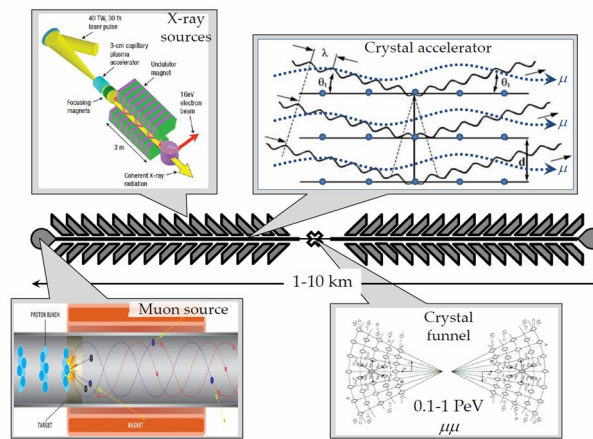 X-ray
sources
40 TW, 30 fs
laser pulse
3-cm capillary
plasma
accelerator
Undulator
magnet
Focusing
magnets
1GeV
electron
beam
3 m
Coherent X-ray
radiation
Crystal accelerator
λ
θ
θ
μ
μ
d
μ
1-10 km
Muon source
PROTON BUNCH
TARGET
MAGNET
Crystal
funnel
0.1-1 PeV
μμ